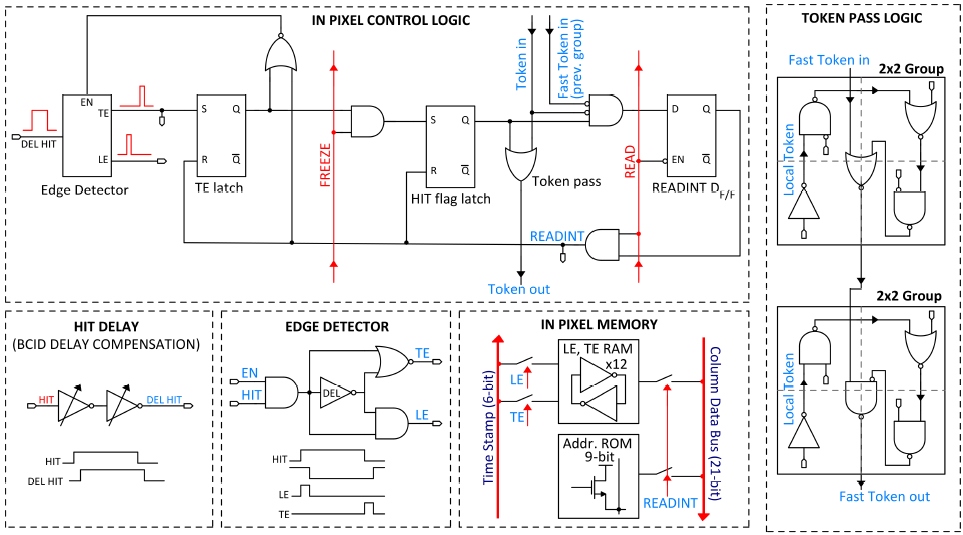 IN PIXEL CONTROL LOGIC
EN
TE
LE
DEL HIT
Edge Detector
S
Q
R
Q
TE latch
FREEZE
S
Q
R
Q
HIT flag latch
Token in
Fast Token in
(prev. group)
Token pass
READ
D
Q
EN
Q
READINT D F/F
READINT
Token out
TOKEN PASS LOGIC
Fast Token in
2x2 Group
Local Token
2x2 Group
Local Token
Fast Token out
HIT DELAY
(BCID DELAY COMPENSATION)
HIT
DEL HIT
HIT
DEL HIT
EDGE DETECTOR
EN
HIT
DEL
TE
LE
HIT
LE
TE
IN PIXEL MEMORY
Time Stamp (6-bit)
LE
TE
LE, TE RAM
x12
Addr. ROM
9-bit
READINT
Column Data Bus (21-bit)